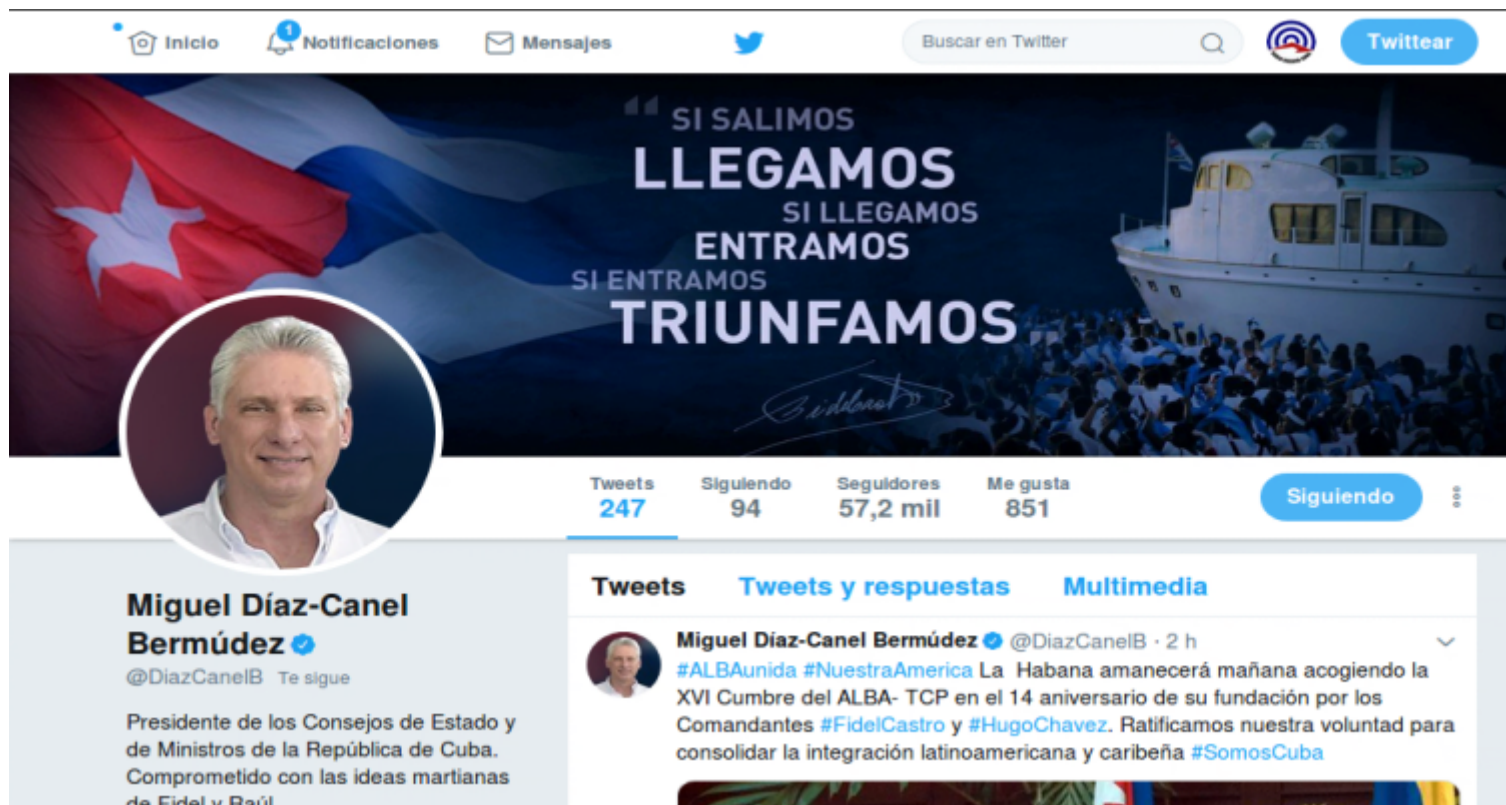 Inicio
1
Notificaciones
Mensajes
Buscar en Twitter
Twittear
“ SI SALIMOS
LLEGAMOS
SI LLEGAMOS
ENTRAMOS
SI ENTRAMOS
TRIUNFAMOS
Tweets
247
Siguiendo
94
Seguidores
57,2 mil
Me gusta
851
Siguiendo
Miguel Díaz-Canel
Bermúdez
@DiazCanelB Te sigue
Presidente de los Consejos de Estado y
de Ministros de la República de Cuba.
Comprometido con las ideas martianas
de Fidel y Raúl
Tweets Tweets y respuestas Multimedia
Miguel Díaz-Canel Bermúdez @DiazCanelB · 2 h
#ALBAunida #NuestraAmerica La Habana amanecerá mañana acogiendo la
XVI Cumbre del ALBA- TCP en el 14 aniversario de su fundación por los
Comandantes #FidelCastro y #HugoChavez. Ratificamos nuestra voluntad para
consolidar la integración latinoamericana y caribeña #SomosCuba